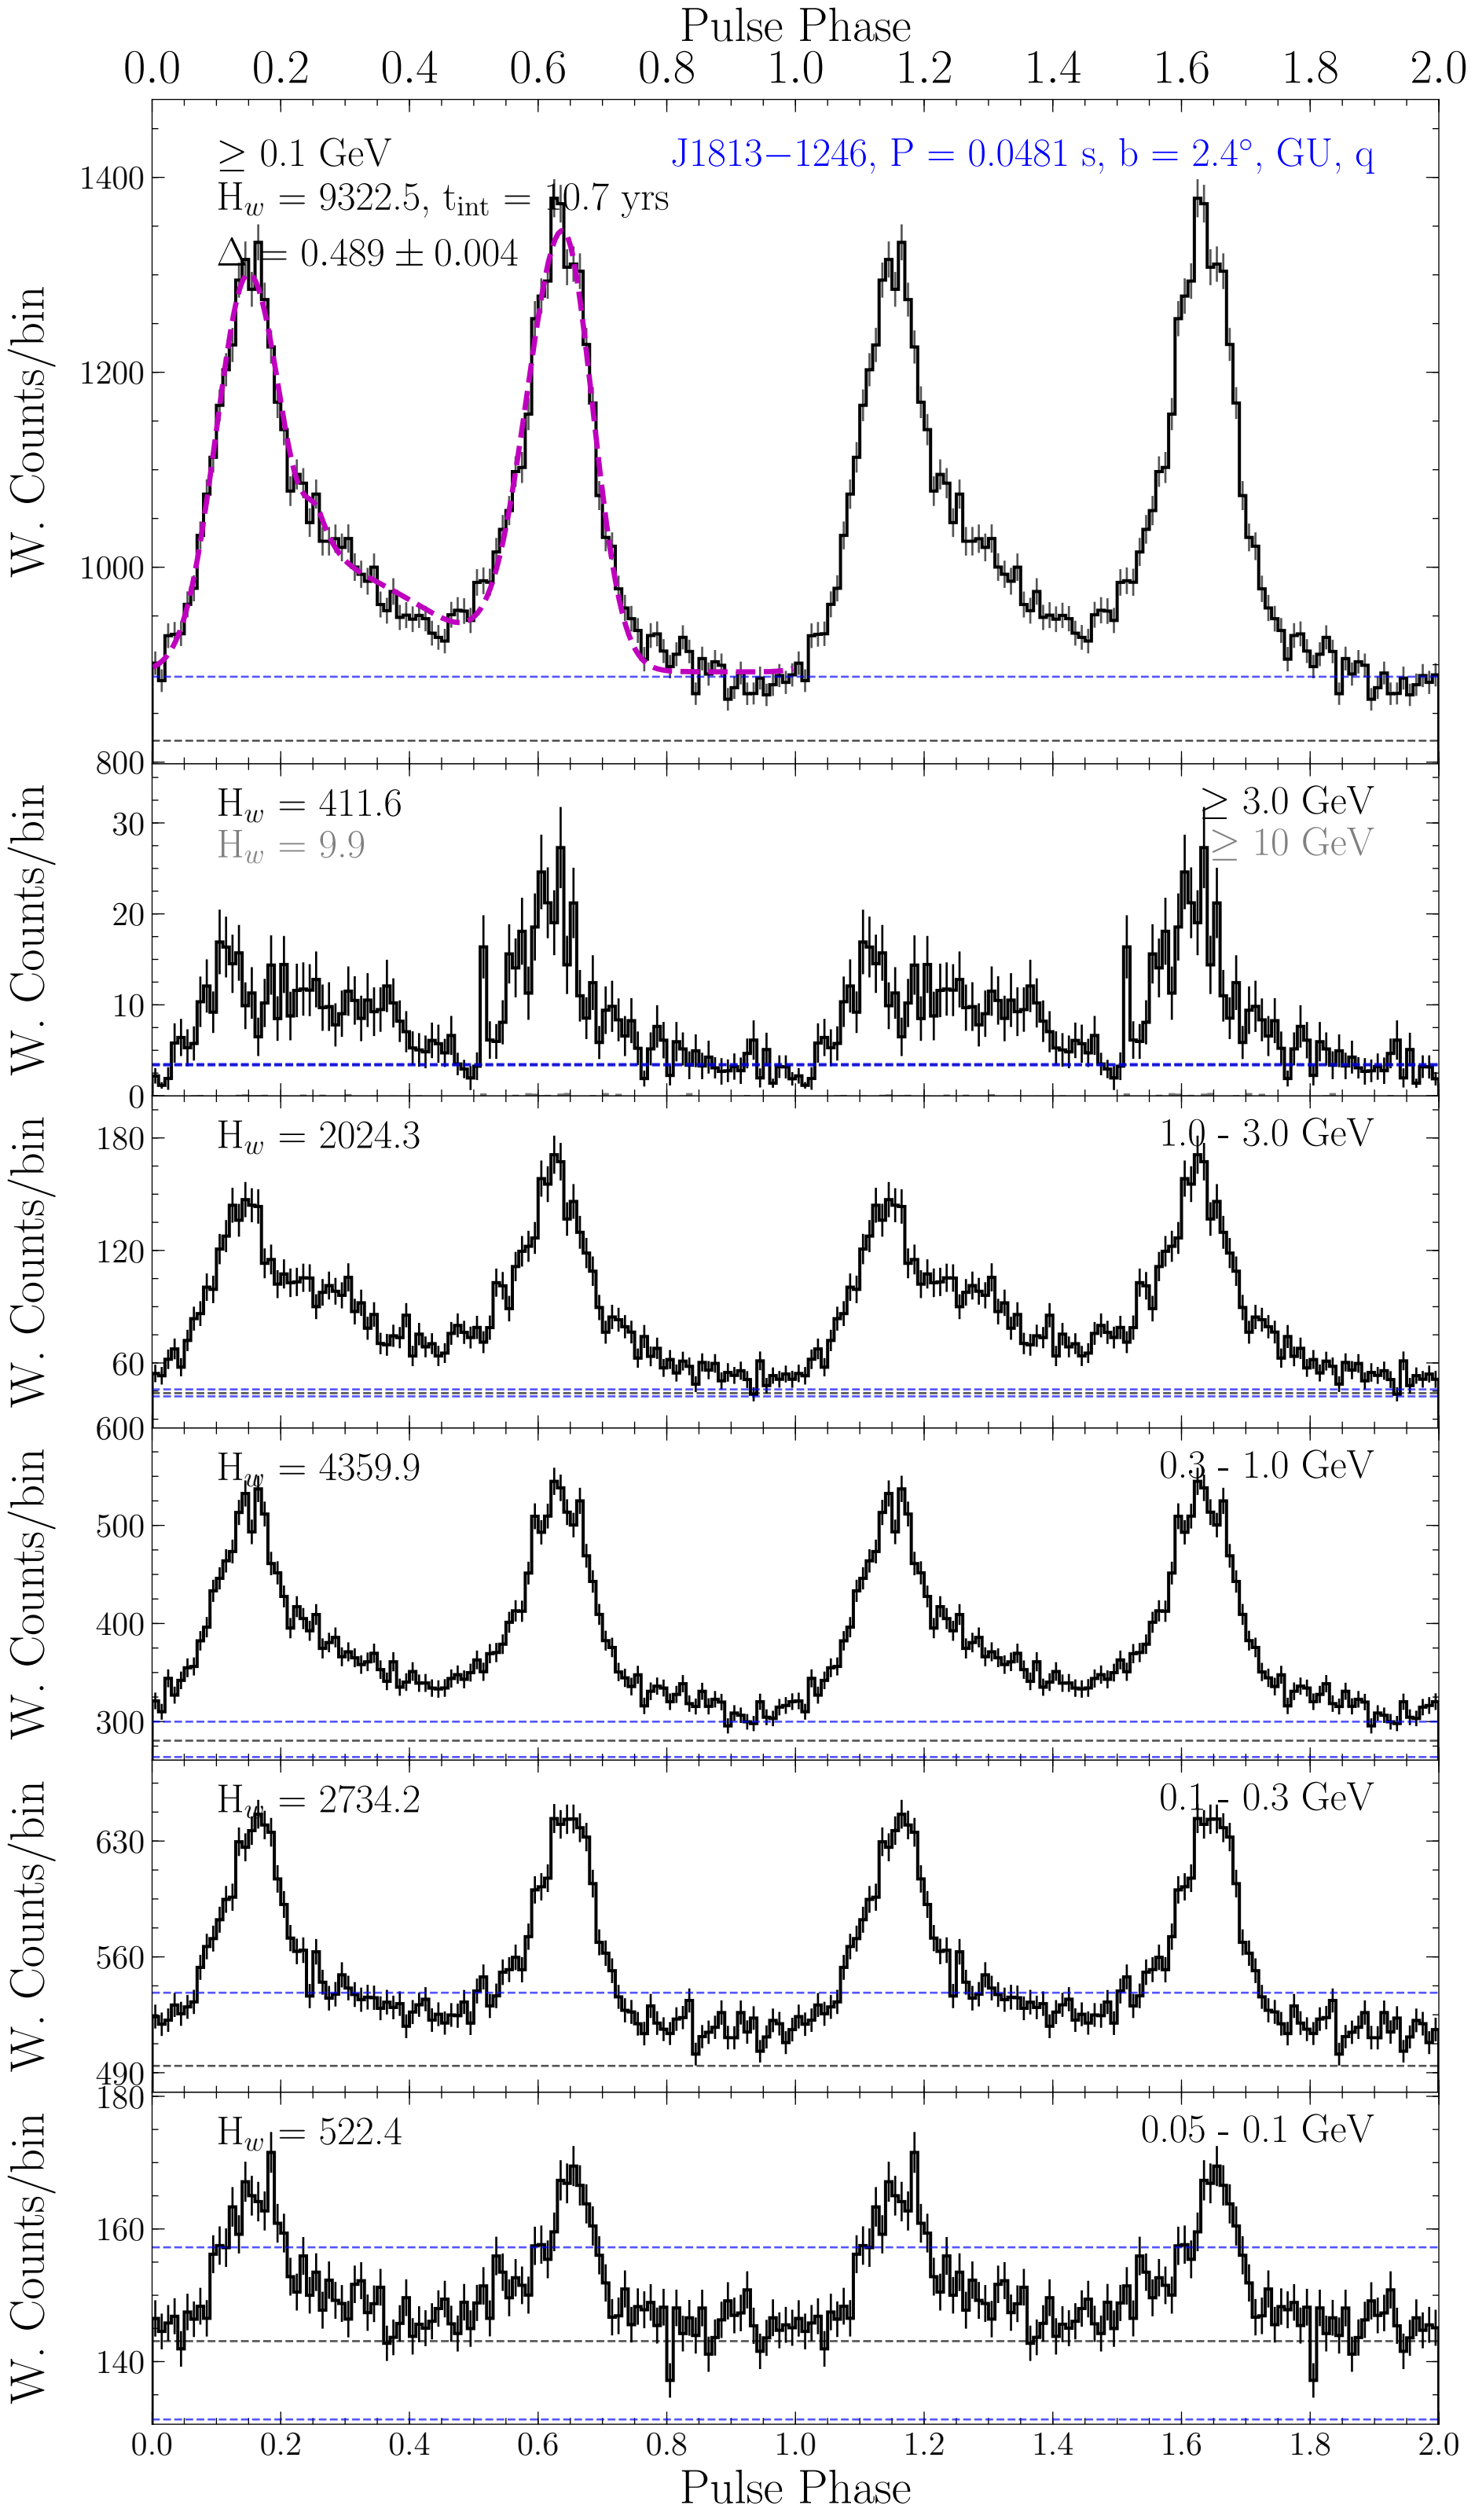 Pulse Phase
0.0 0.2 0.4 0.6 0.8 1.0 1.2 1.4 1.6 1.8 2.0
≥ 0.1 GeV
J1813−1246, P = 0.0481 s, b = 2.4°, GU, q
H_w = 9322.5, t_int = 10.7 yrs
Δ = 0.489 ± 0.004
W. Counts/bin
1400
1200
1000
800
H_w = 411.6
≥ 3.0 GeV
H_w = 9.9
≥ 10 GeV
W. Counts/bin
30
20
10
0
H_w = 2024.3
1.0 - 3.0 GeV
W. Counts/bin
180
120
60
H_w = 4359.9
0.3 - 1.0 GeV
W. Counts/bin
600
500
400
300
H_w = 2734.2
0.1 - 0.3 GeV
W. Counts/bin
630
560
490
H_w = 522.4
0.05 - 0.1 GeV
W. Counts/bin
180
160
140
0.0 0.2 0.4 0.6 0.8 1.0 1.2 1.4 1.6 1.8 2.0
Pulse Phase